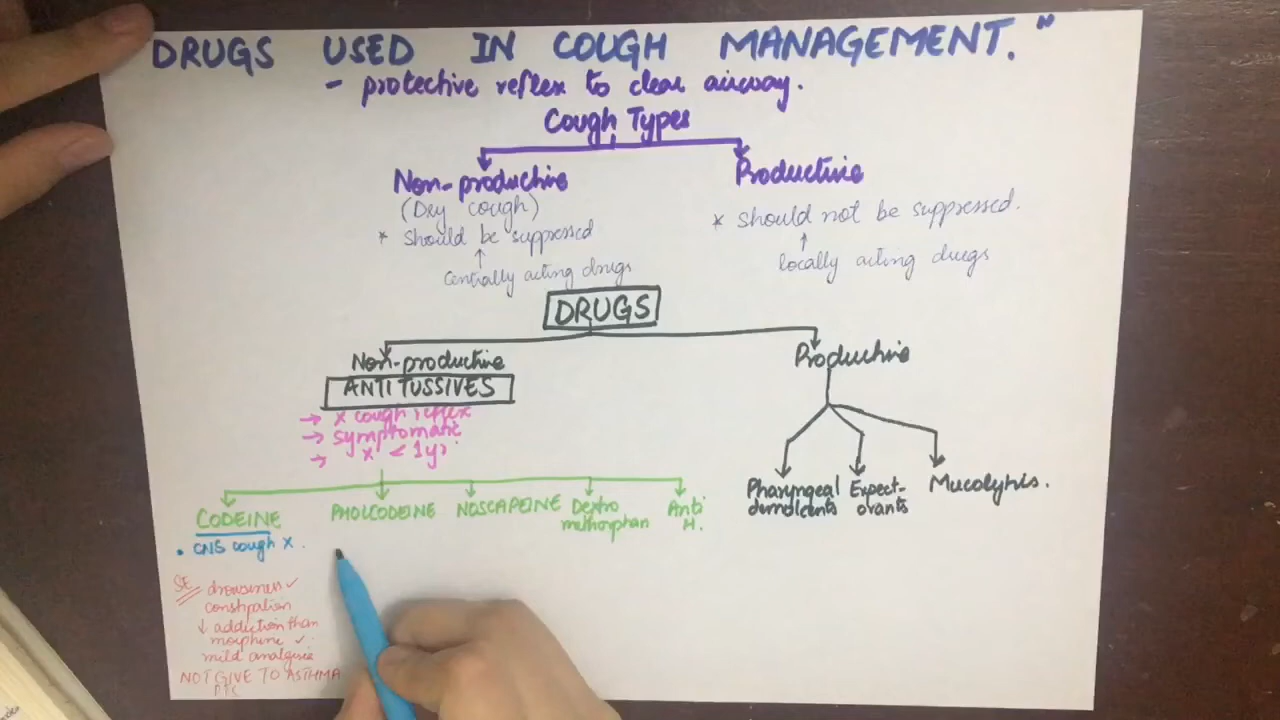 DRUGS USED IN COUGH MANAGEMENT."
- protective reflex to clear airway.
Cough Types
Non-productive
(Dry cough)
* should be suppressed
↑
centrally acting drugs
Productive
* should not be suppressed.
↑
locally acting drugs
DRUGS
Non-productive
ANTITUSSIVES
→ x cough reflex
→ symptomatic
→ x < 1yr
CODEINE
• CNS cough x.
SE drowsiness ✓
constipation
↓ addiction than
morphine ✓
mild analgesia
NOT GIVE TO ASTHMA
PTS
PHOLCODEINE
NOSCAPEINE
Dextro
methorphan
Anti
H.
Productive
Pharyngeal
demulcents
Expect-
orants
Mucolytics.